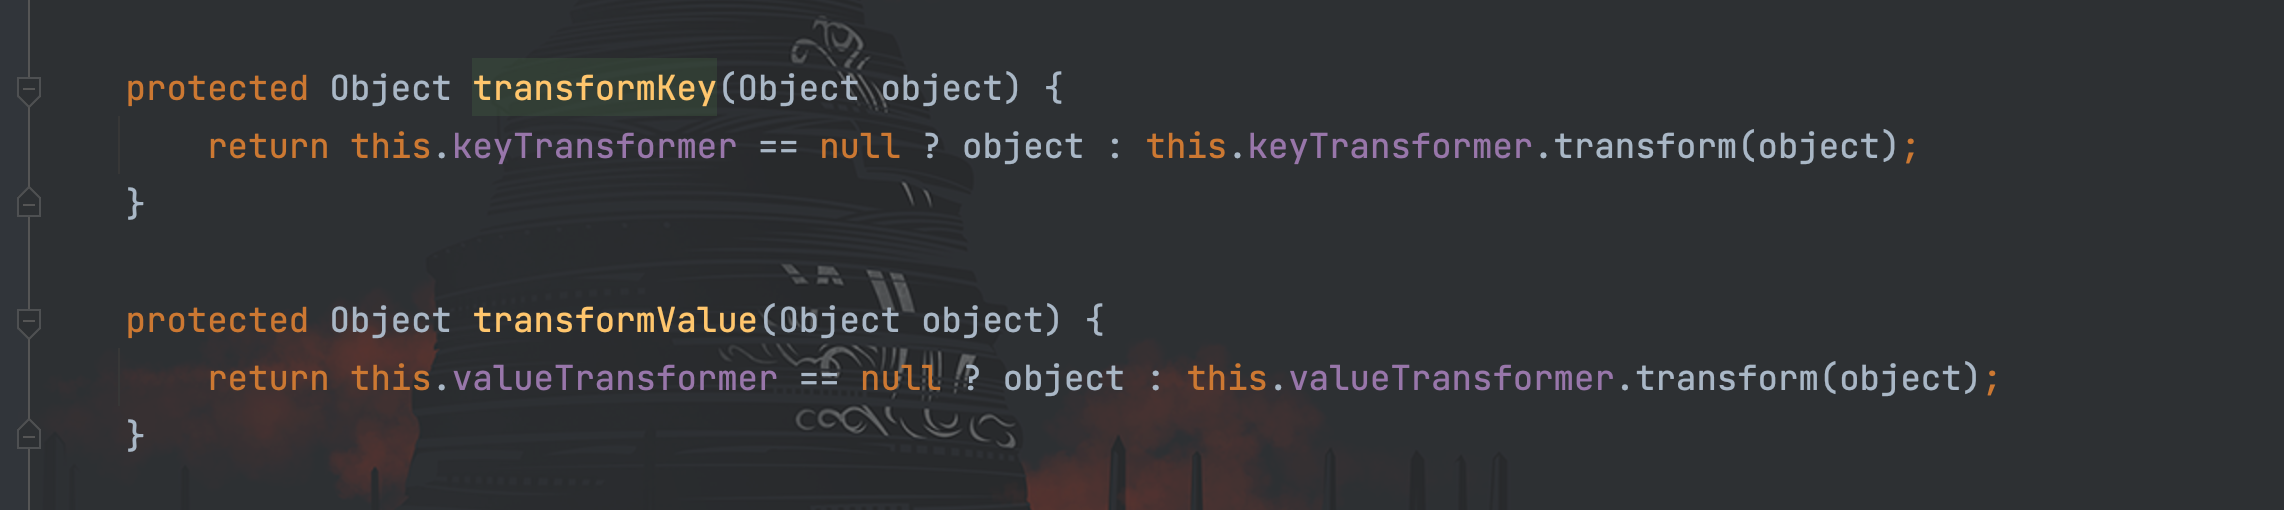 protected Object transformKey(Object object) {
return this.keyTransformer == null ? object : this.keyTransformer.transform(object);
}
protected Object transformValue(Object object) {
return this.valueTransformer == null ? object : this.valueTransformer.transform(object);
}